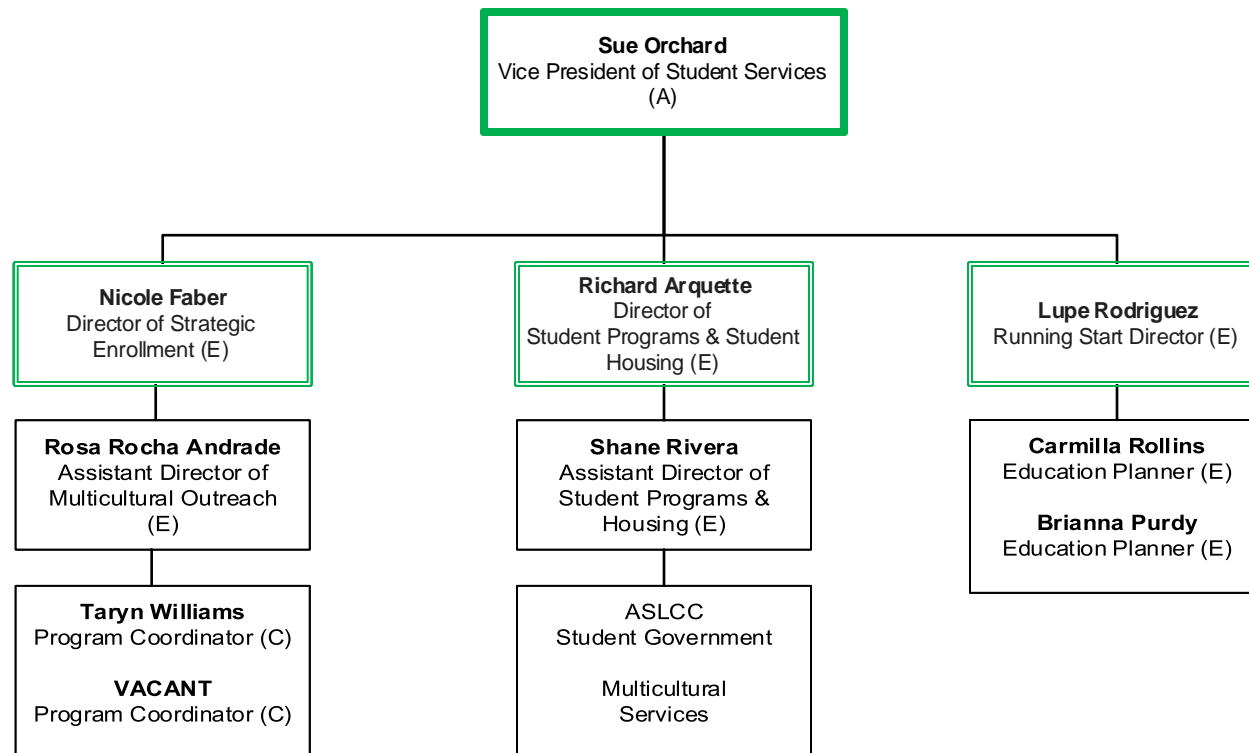 Sue Orchard
Vice President of Student Services
(A)
Nicole Faber
Director of Strategic
Enrollment (E)
Richard Arquette
Director of
Student Programs & Student
Housing (E)
Lupe Rodriguez
Running Start Director (E)
Rosa Rocha Andrade
Assistant Director of
Multicultural Outreach
(E)
Shane Rivera
Assistant Director of
Student Programs &
Housing (E)
Carmilla Rollins
Education Planner (E)
Brianna Purdy
Education Planner (E)
Taryn Williams
Program Coordinator (C)
VACANT
Program Coordinator (C)
ASLCC
Student Government
Multicultural
Services